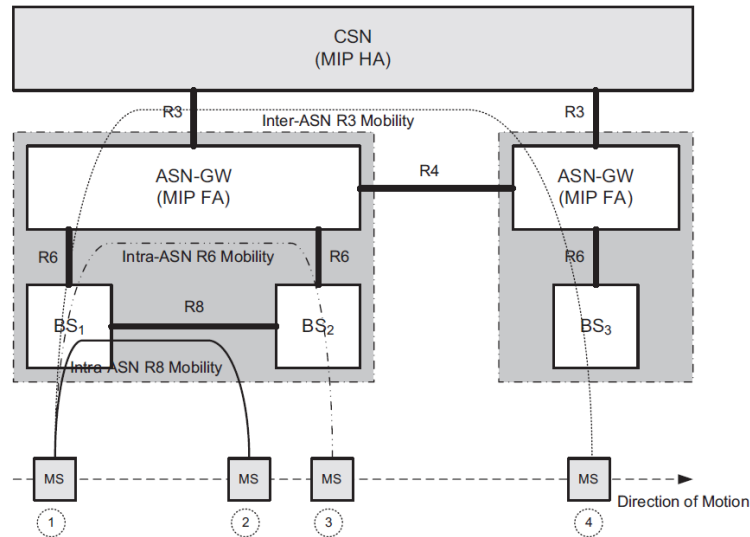 CSN
(MIP HA)
R3
Inter-ASN R3 Mobility
R3
ASN-GW
(MIP FA)
R4
ASN-GW
(MIP FA)
R6
Intra-ASN R6 Mobility
R6
R6
BS1
R8
BS2
BS3
Intra-ASN R8 Mobility
MS
MS
MS
MS
Direction of Motion
1
2
3
4